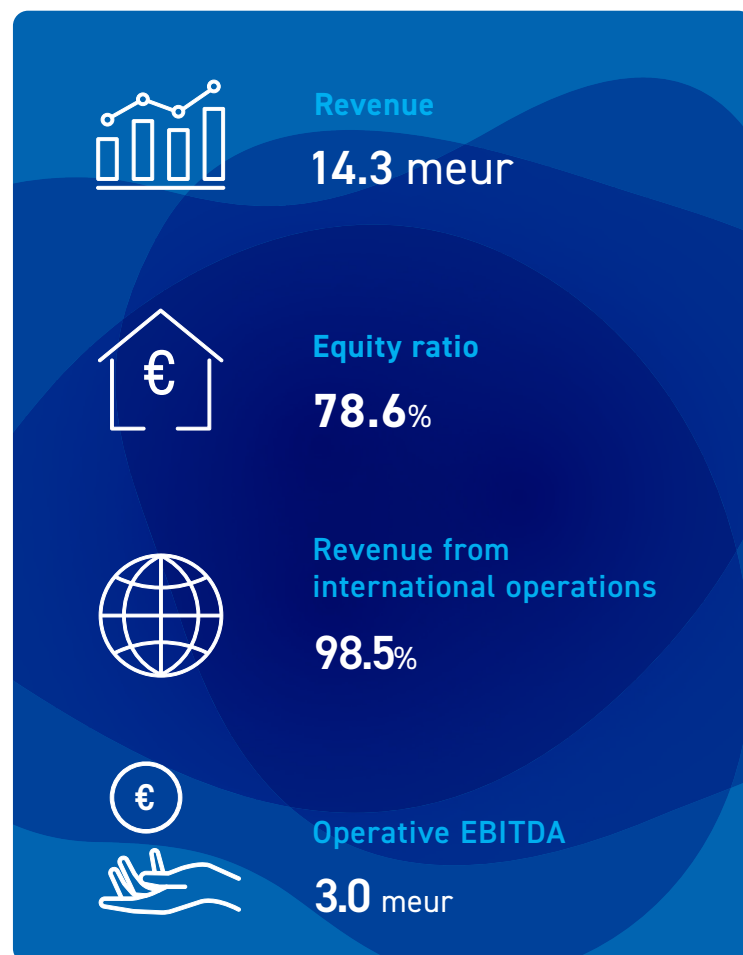 Revenue
14.3 meur
€
Equity ratio
78.6%
Revenue from
international operations
98.5%
€
Operative EBITDA
3.0 meur